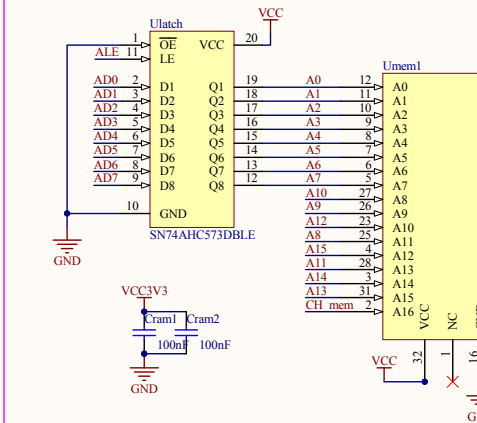 VCC
Ulatch
1 OE VCC 20
ALE 11 LE
AD0 2 D1 Q1 19 A0
AD1 3 D2 Q2 18 A1
AD2 4 D3 Q3 17 A2
AD3 5 D4 Q4 16 A3
AD4 6 D5 Q5 15 A4
AD5 7 D6 Q6 14 A5
AD6 8 D7 Q7 13 A6
AD7 9 D8 Q8 12 A7
10 GND
SN74AHC573DBLE
GND
Umem1
12 A0
11 A1
10 A2
9 A3
8 A4
7 A5
6 A6
5 A7
A10 27 A8
A9 26 A9
A12 23 A10
A8 25 A11
A15 4 A12
A11 28 A13
A14 3 A14
A13 31 A15
CH_mem 2 A16
VCC
NC
32
1
16
VCC
VCC3V3
Cram1 Cram2
100nF 100nF
GND